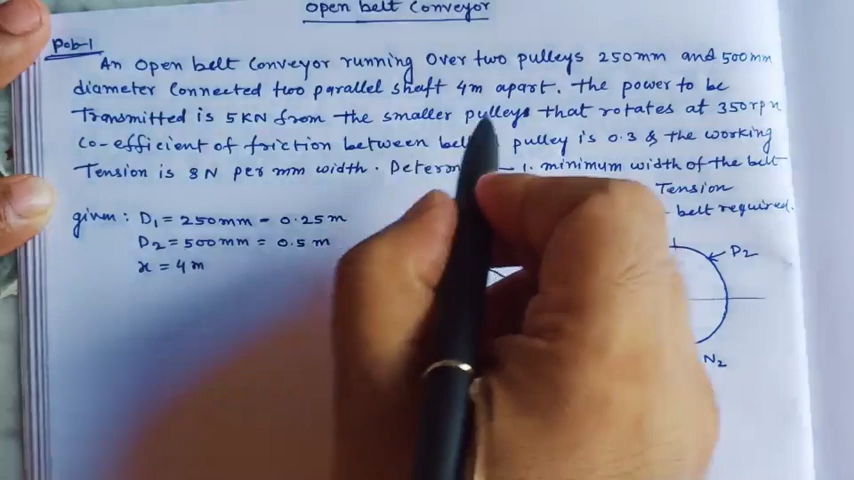 open belt Conveyor
Pob-1
An open belt Conveyor running Over two pulleys 250mm and 500mm
diameter Connected two parallel shaft 4m apart. The power to be
Transmitted is 5KN from the smaller pulleys that rotates at 350rpm
Co-efficient of friction between pulley is 0.3 & the working
Tension is 8N per mm width. 1. minimum width of the belt
Tension
belt required.
given: D1 = 250mm = 0.25m
D2 = 500mm = 0.5m
x = 4m
D2
N2